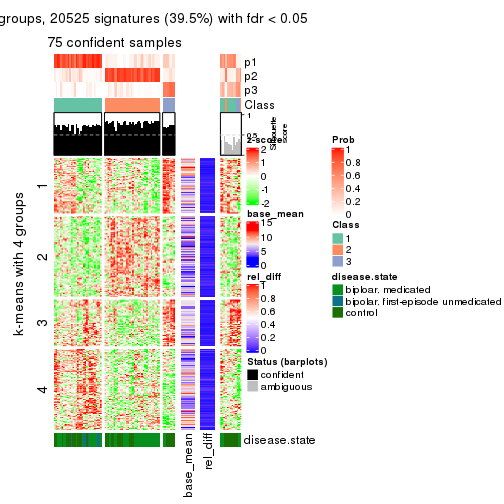 groups, 20525 signatures (39.5%) with fdr < 0.05
75 confident samples
p1
p2
p3
Class
1
0.5
0
Silhouette
score
z-score
2
1
0
-1
-2
base_mean
15
10
5
0
rel_diff
1
0.8
0.6
0.4
0.2
0
Status (barplots)
confident
ambiguous
Prob
1
0.8
0.6
0.4
0.2
0
Class
1
2
3
disease.state
bipolar, medicated
bipolar, first-episode unmedicated
control
k-means with 4 groups
1
2
3
4
disease.state
base_mean
rel_diff